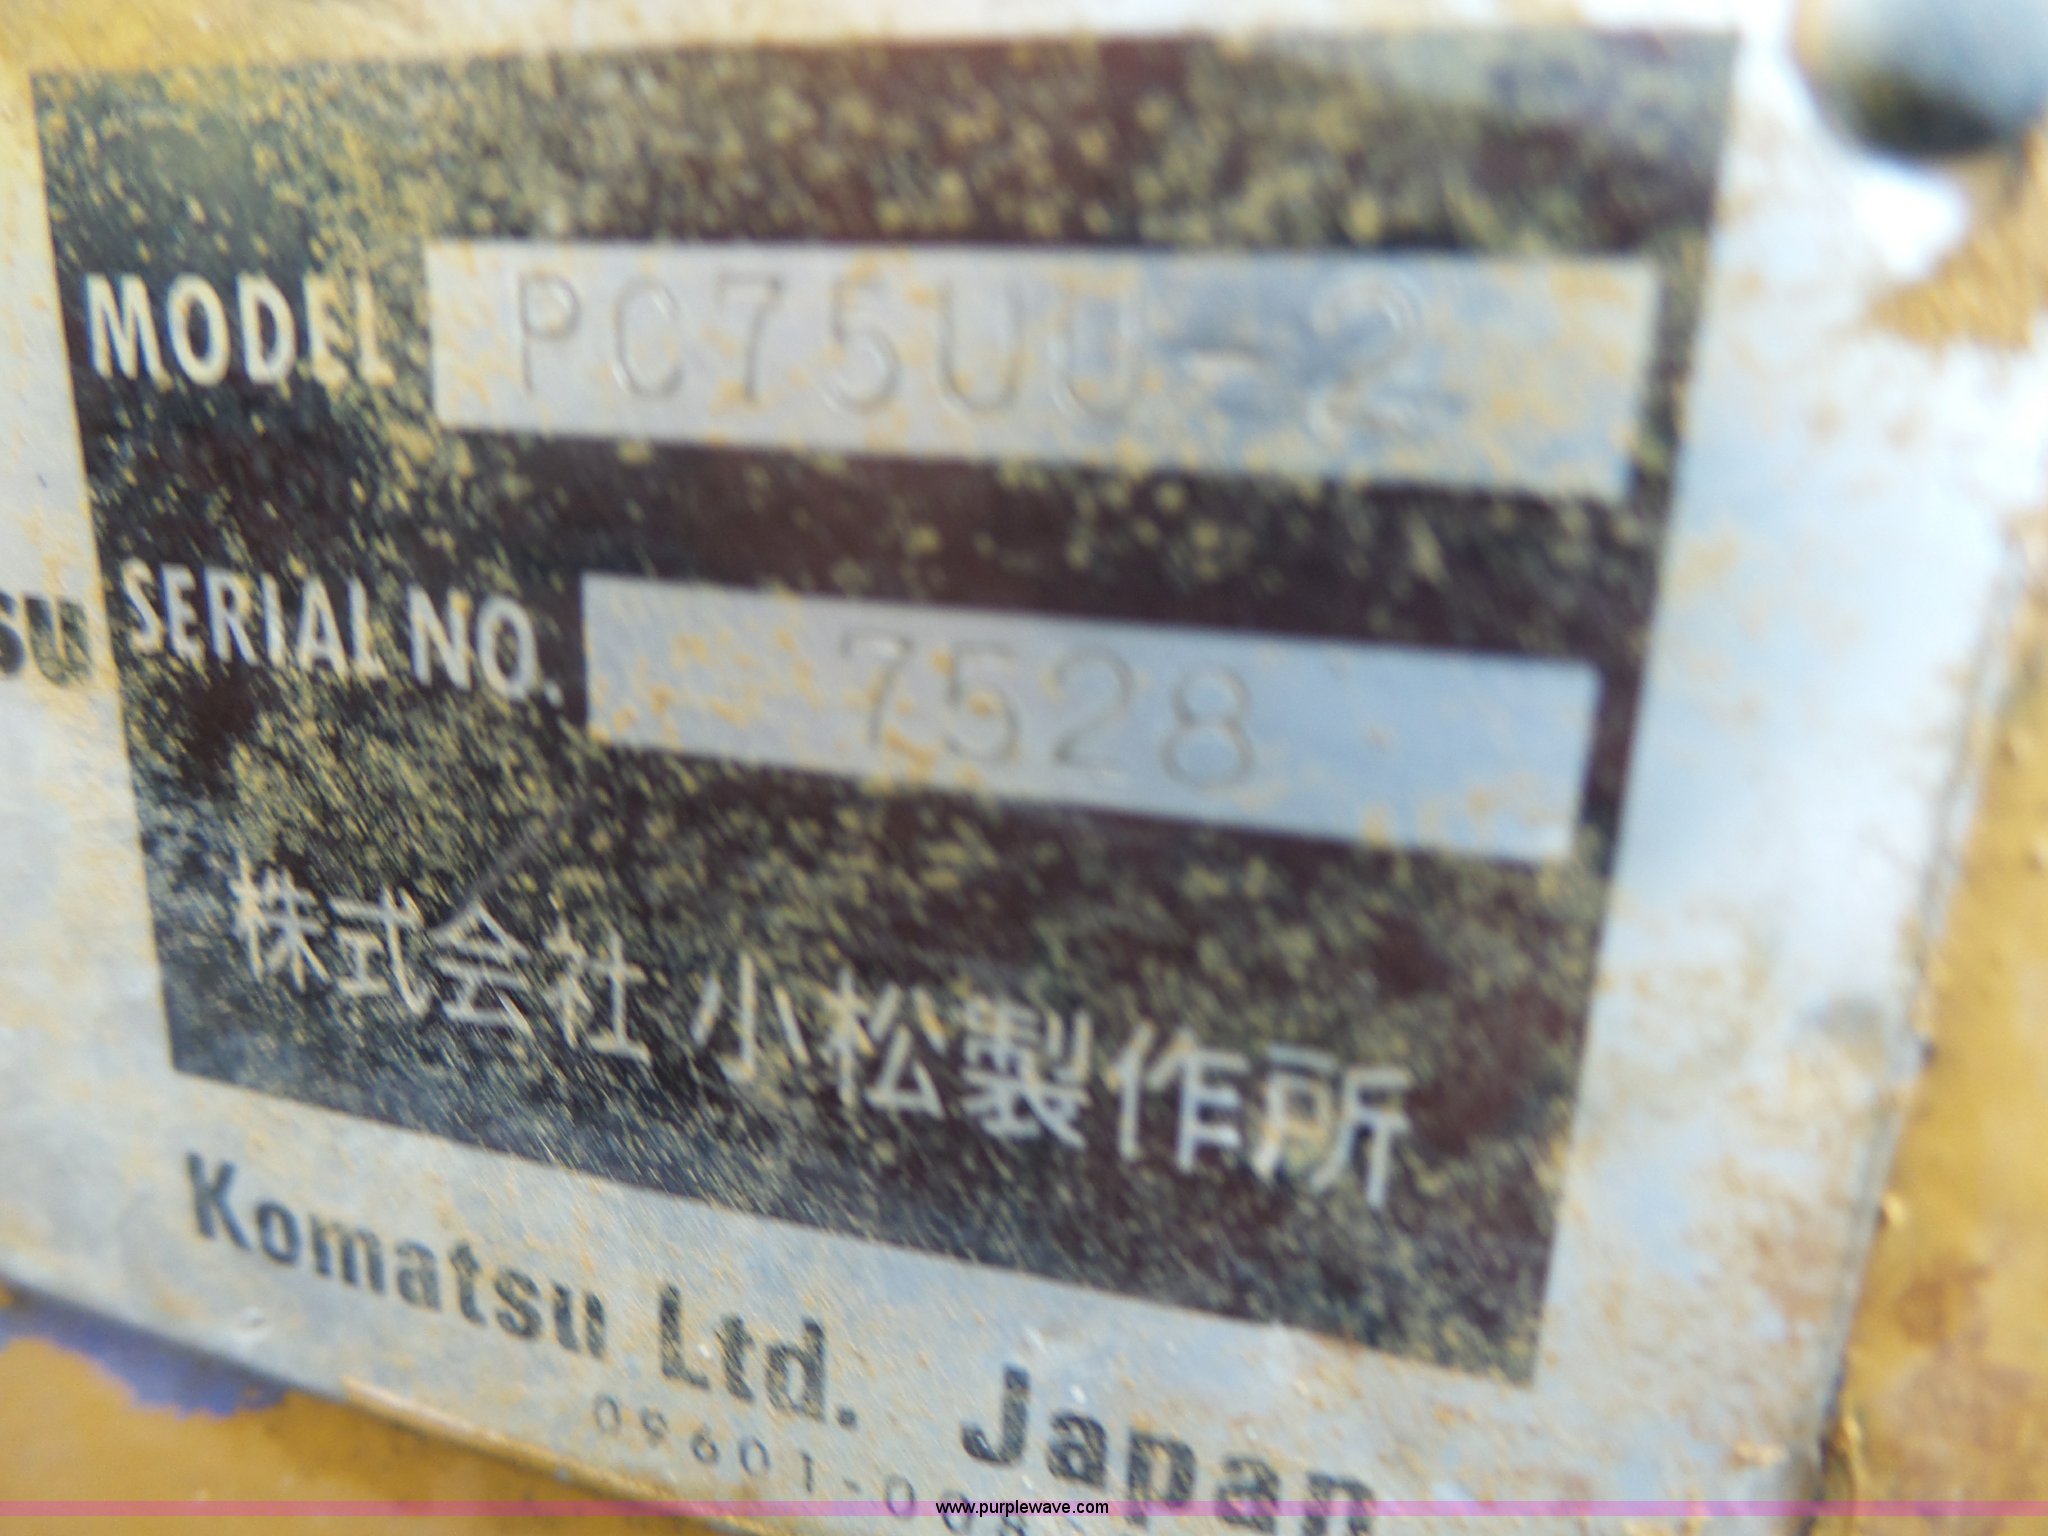 MODEL PC75UU-2
SERIAL NO. 7528
株式会社 小松製作所
Komatsu Ltd. Japan
www.purplewave.com